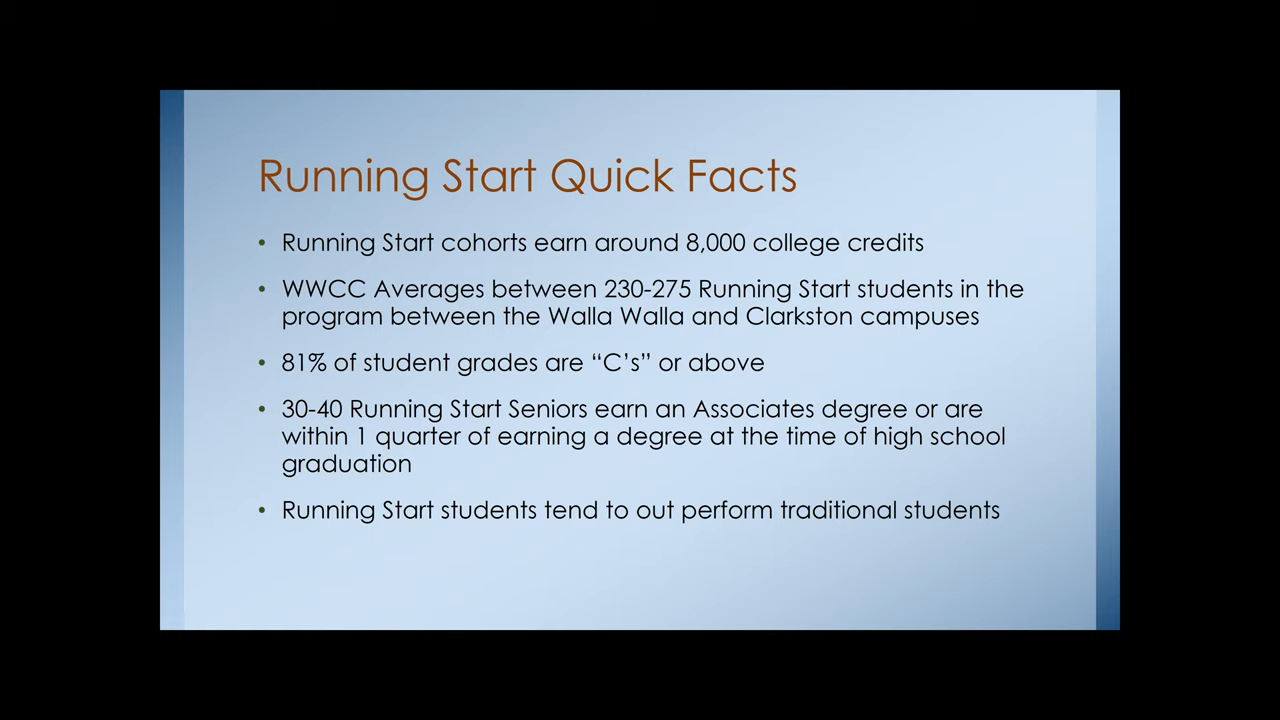 Running Start Quick Facts
• Running Start cohorts earn around 8,000 college credits
• WWCC Averages between 230-275 Running Start students in the
program between the Walla Walla and Clarkston campuses
• 81% of student grades are “C’s” or above
• 30-40 Running Start Seniors earn an Associates degree or are
within 1 quarter of earning a degree at the time of high school
graduation
• Running Start students tend to out perform traditional students